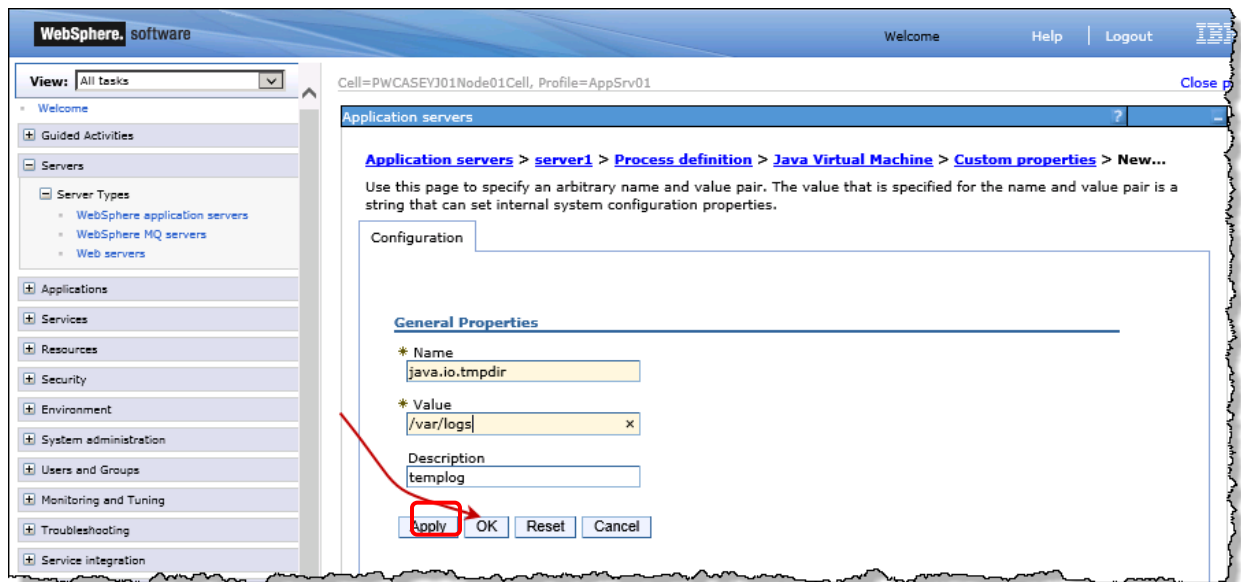 WebSphere. software
Welcome Help Logout IBM
View: All tasks
Welcome
Guided Activities
Servers
Server Types
WebSphere application servers
WebSphere MQ servers
Web servers
Applications
Services
Resources
Security
Environment
System administration
Users and Groups
Monitoring and Tuning
Troubleshooting
Service integration
Cell=PWCASEYJ01Node01Cell, Profile=AppSrv01
Close p
Application servers ? -
Application servers > server1 > Process definition > Java Virtual Machine > Custom properties > New...
Use this page to specify an arbitrary name and value pair. The value that is specified for the name and value pair is a
string that can set internal system configuration properties.
Configuration
General Properties
* Name
java.io.tmpdir
* Value
/var/logs ×
Description
templog
Apply OK Reset Cancel